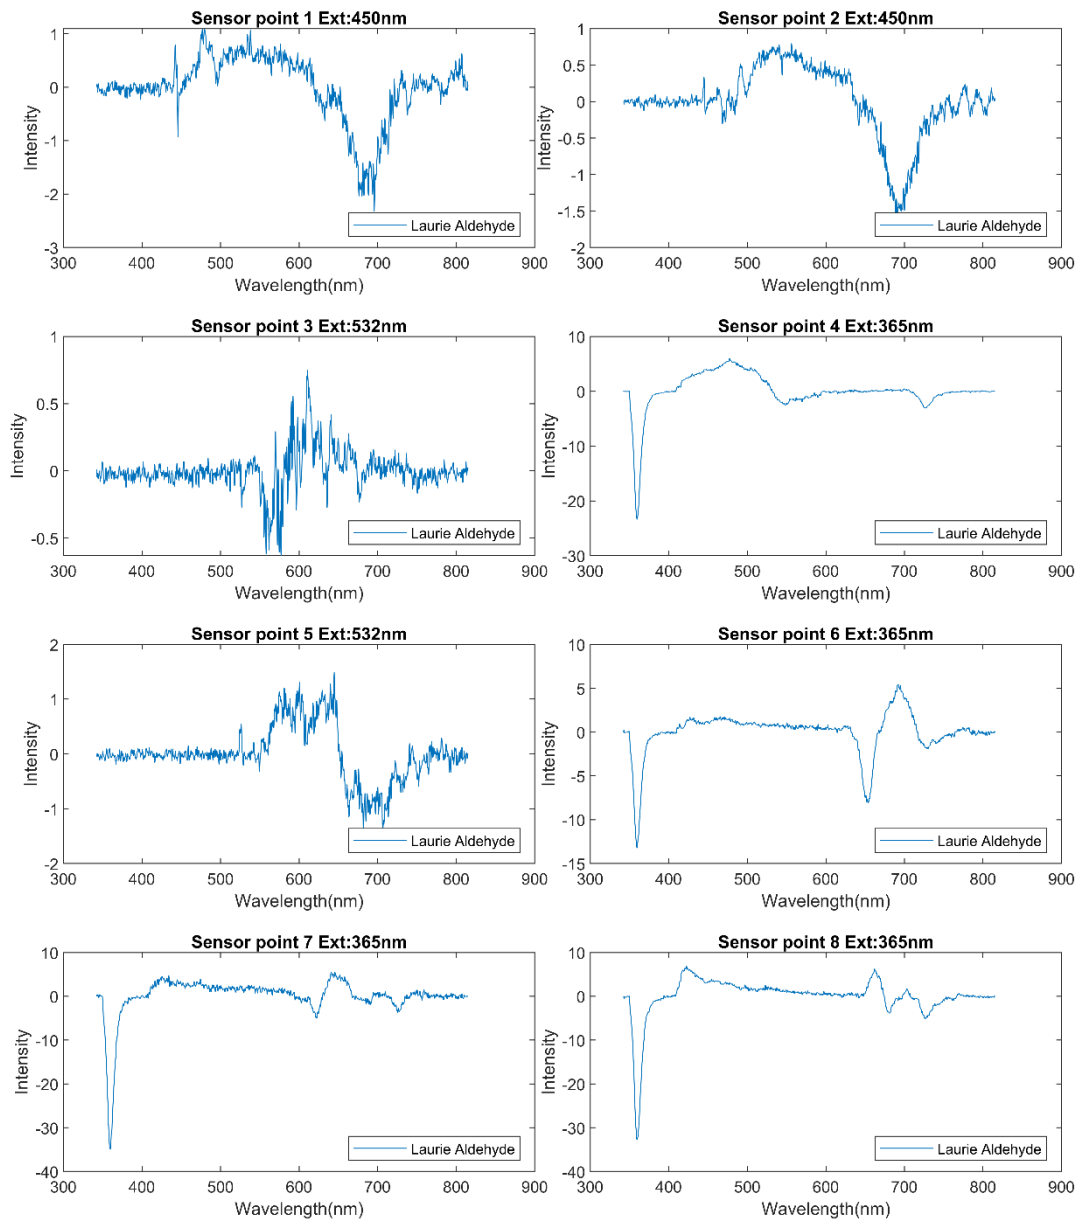 Sensor point 1 Ext:450nm
1
0
-1
-2
-3
Intensity
Laurie Aldehyde
300 400 500 600 700 800 900
Wavelength(nm)
Sensor point 2 Ext:450nm
1
0.5
0
-0.5
-1
-1.5
-2
Intensity
Laurie Aldehyde
300 400 500 600 700 800 900
Wavelength(nm)
Sensor point 3 Ext:532nm
1
0.5
0
-0.5
Intensity
Laurie Aldehyde
300 400 500 600 700 800 900
Wavelength(nm)
Sensor point 4 Ext:365nm
10
0
-10
-20
-30
Intensity
Laurie Aldehyde
300 400 500 600 700 800 900
Wavelength(nm)
Sensor point 5 Ext:532nm
2
1
0
-1
-2
Intensity
Laurie Aldehyde
300 400 500 600 700 800 900
Wavelength(nm)
Sensor point 6 Ext:365nm
10
5
0
-5
-10
-15
Intensity
Laurie Aldehyde
300 400 500 600 700 800 900
Wavelength(nm)
Sensor point 7 Ext:365nm
10
0
-10
-20
-30
-40
Intensity
Laurie Aldehyde
300 400 500 600 700 800 900
Wavelength(nm)
Sensor point 8 Ext:365nm
10
0
-10
-20
-30
-40
Intensity
Laurie Aldehyde
300 400 500 600 700 800 900
Wavelength(nm)